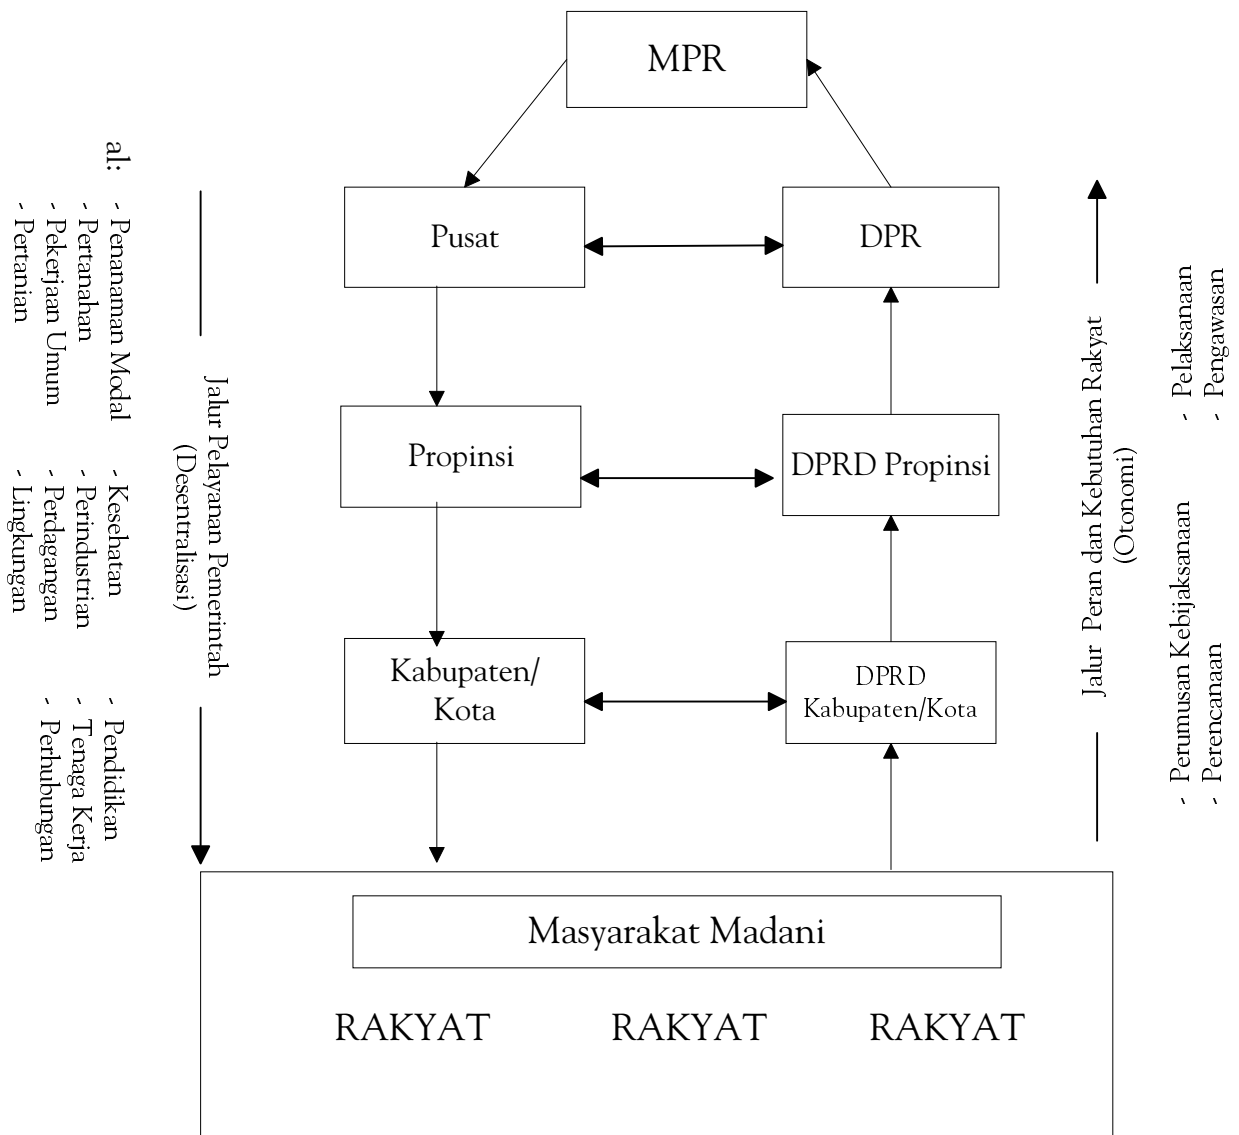 MPR
Pusat
DPR
Propinsi
DPRD Propinsi
Kabupaten/
Kota
DPRD
Kabupaten/Kota
Masyarakat Madani
RAKYAT RAKYAT RAKYAT
al: - Penanaman Modal - Kesehatan - Pendidikan
- Pertanahan - Perindustrian - Tenaga Kerja
- Pekerjaan Umum - Perdagangan - Perhubungan
- Pertanian - Lingkungan
Jalur Pelayanan Pemerintah
(Desentralisasi)
Jalur Peran dan Kebutuhan Rakyat
(Otonomi)
- Perumusan Kebijaksanaan - Pelaksanaan
- Perencanaan - Pengawasan